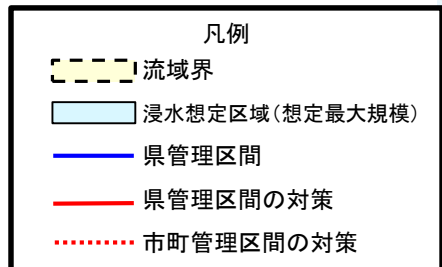 凡例
流域界
浸水想定区域(想定最大規模)
県管理区間
県管理区間の対策
市町管理区間の対策